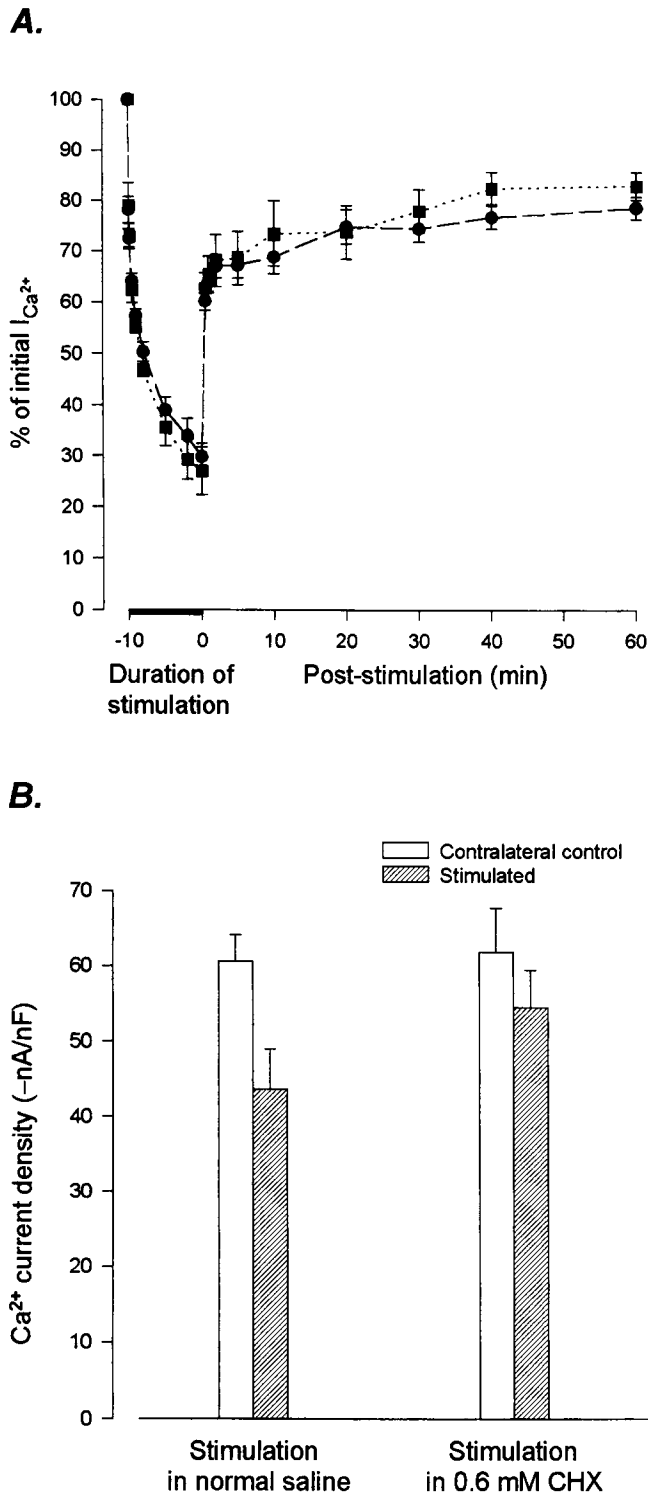 A.
100
90
80
70
60
50
40
30
20
10
0
% of initial I_Ca²⁺
-10 0 10 20 30 40 50 60
Duration of stimulation
Post-stimulation (min)
B.
Contralateral control
Stimulated
70
60
50
40
30
20
10
0
Ca²⁺ current density (–nA/nF)
Stimulation
in normal saline
Stimulation
in 0.6 mM CHX